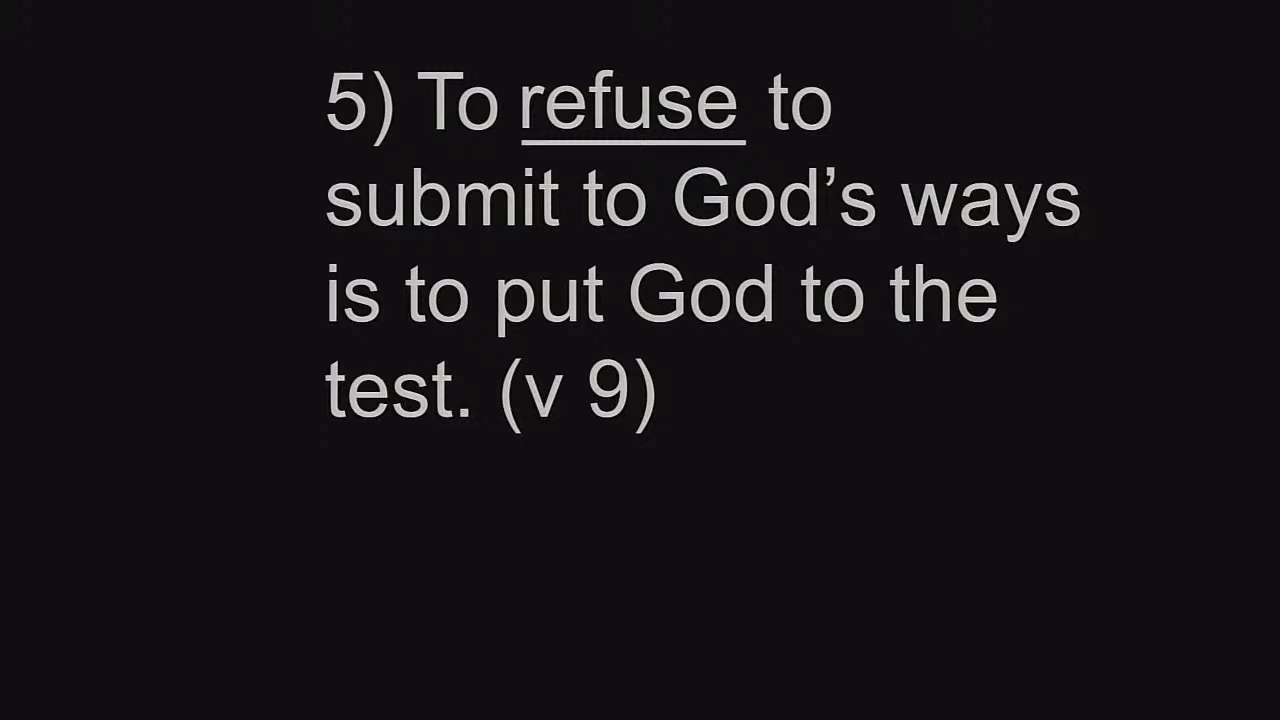 5) To refuse to
submit to God’s ways
is to put God to the
test. (v 9)